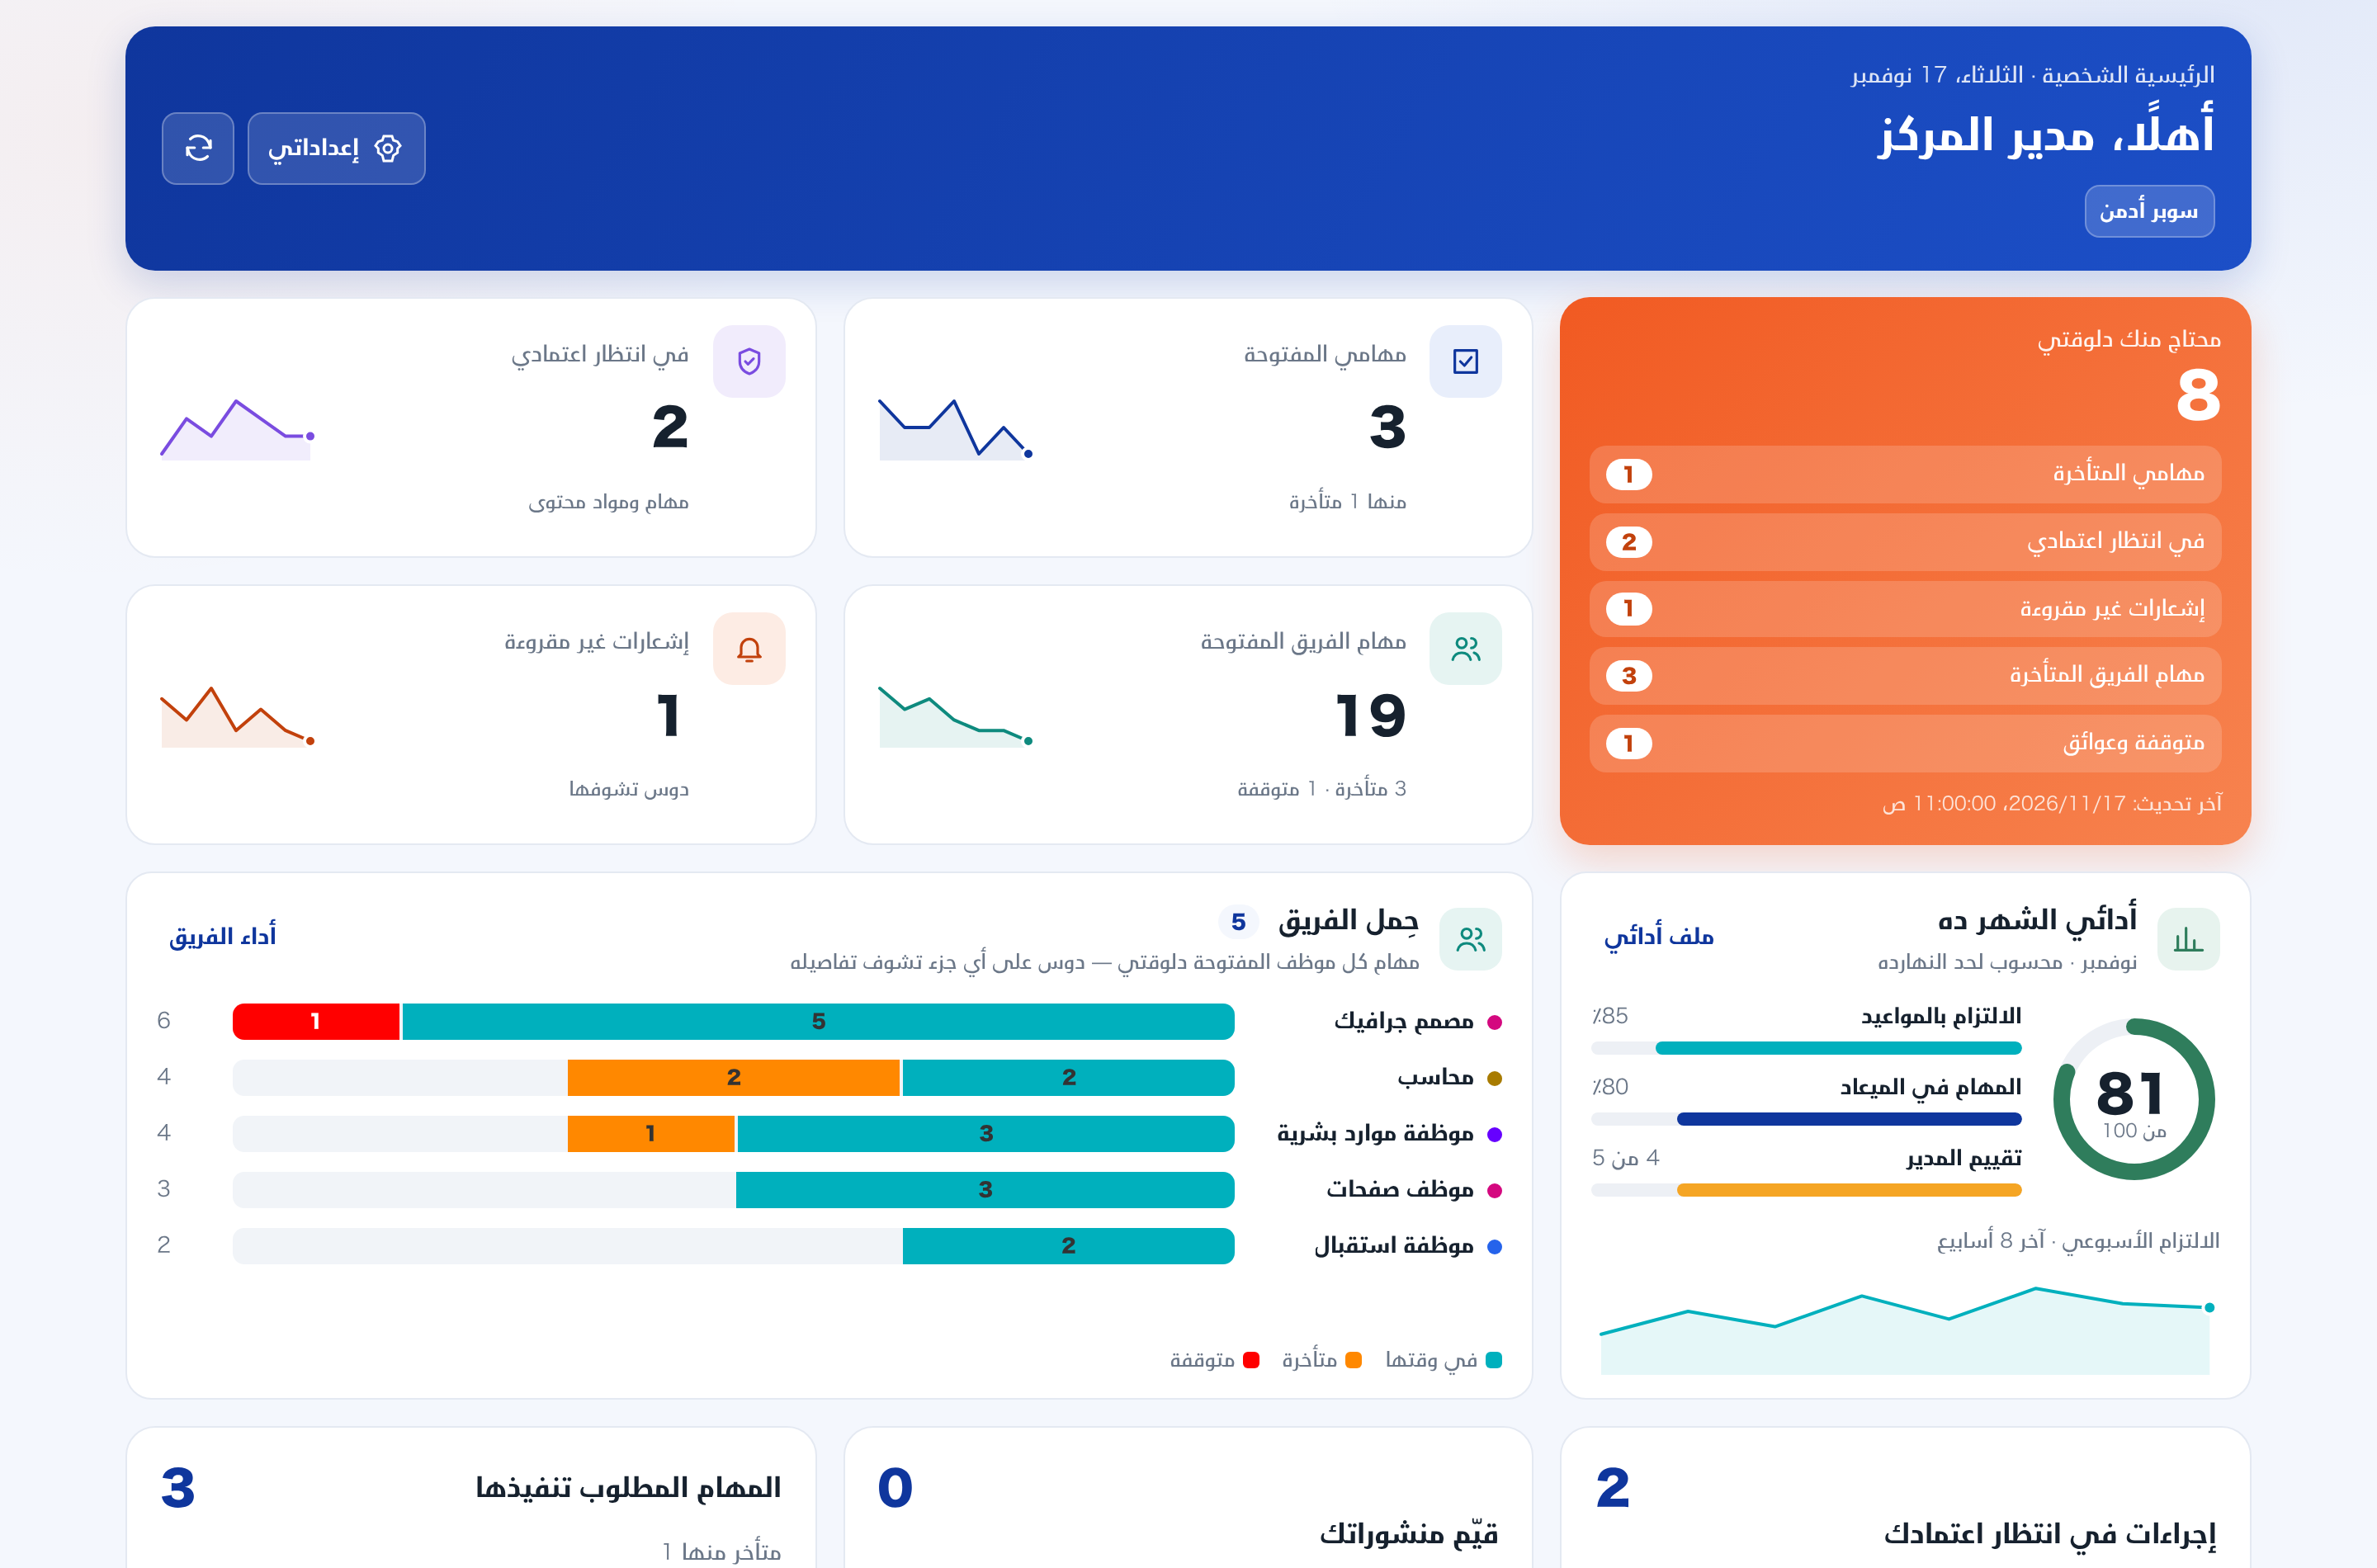 الرئيسية الشخصية · الثلاثاء، 17 نوفمبر
أهلًا، مدير المركز
سوبر أدمن
إعداداتي
محتاج منك دلوقتي
8
مهامي المتأخرة 1
في انتظار اعتمادي 2
إشعارات غير مقروءة 1
مهام الفريق المتأخرة 3
متوقفة وعوائق 1
آخر تحديث: 2026/11/17، 11:00:00 ص
مهامي المفتوحة
3
منها 1 متأخرة
في انتظار اعتمادي
2
مهام ومواد محتوى
مهام الفريق المفتوحة
19
3 متأخرة · 1 متوقفة
إشعارات غير مقروءة
1
دوس تشوفها
أدائي الشهر ده
ملف أدائي
نوفمبر · محسوب لحد النهارده
81
من 100
الالتزام بالمواعيد 85٪
المهام في الميعاد 80٪
تقييم المدير 4 من 5
الالتزام الأسبوعي · آخر 8 أسابيع
حِمل الفريق 5
أداء الفريق
مهام كل موظف المفتوحة دلوقتي — دوس على أي جزء تشوف تفاصيله
مصمم جرافيك 5 1 6
محاسب 2 2 4
موظفة موارد بشرية 3 1 4
موظف صفحات 3 3
موظفة استقبال 2 2
في وقتها متأخرة متوقفة
2
إجراءات في انتظار اعتمادك
0
قيّم منشوراتك
3
المهام المطلوب تنفيذها
متأخر منها 1